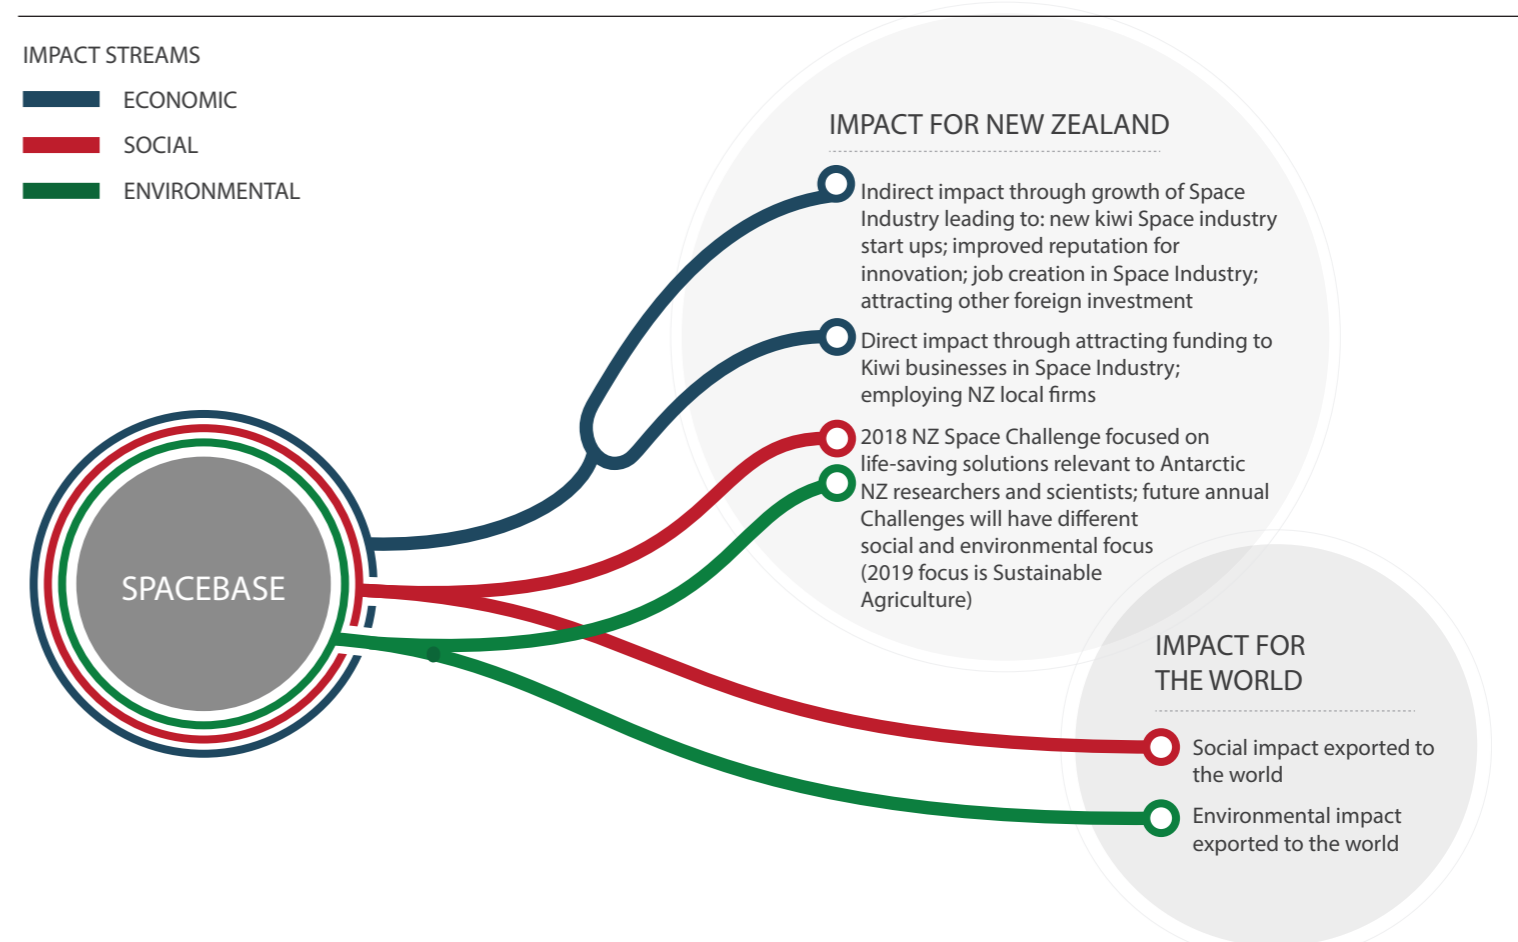 IMPACT STREAMS
ECONOMIC
SOCIAL
ENVIRONMENTAL
IMPACT FOR NEW ZEALAND
Indirect impact through growth of Space
Industry leading to: new kiwi Space industry
start ups; improved reputation for
innovation; job creation in Space Industry;
attracting other foreign investment
Direct impact through attracting funding to
Kiwi businesses in Space Industry;
employing NZ local firms
2018 NZ Space Challenge focused on
life-saving solutions relevant to Antarctic
NZ researchers and scientists; future annual
Challenges will have different
social and environmental focus
(2019 focus is Sustainable
Agriculture)
SPACEBASE
IMPACT FOR
THE WORLD
Social impact exported to
the world
Environmental impact
exported to the world